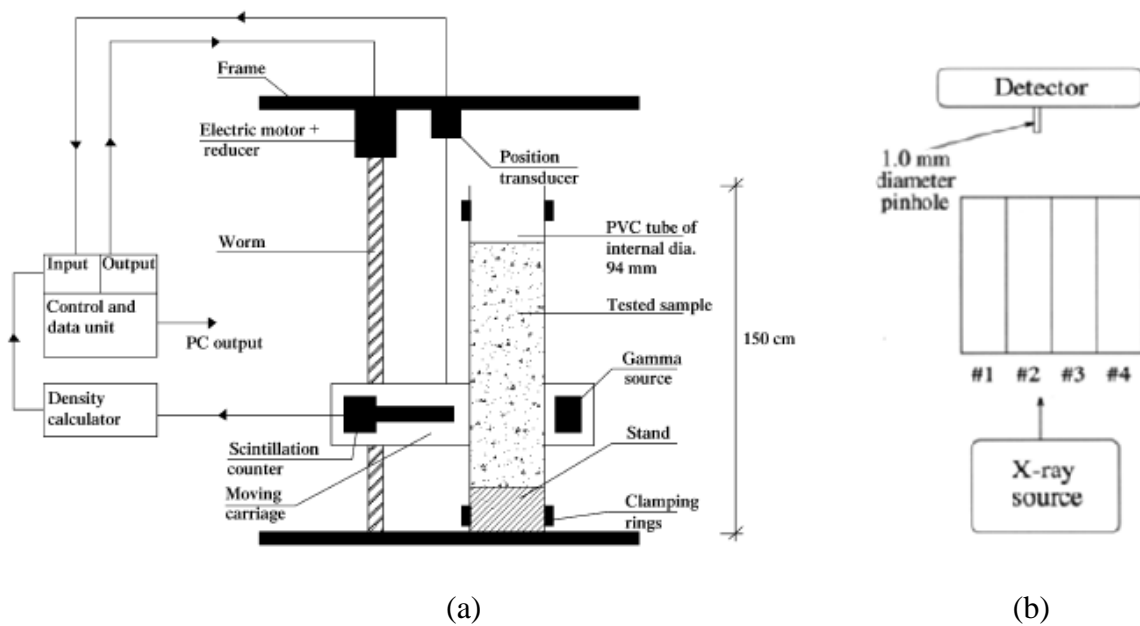 Frame
Electric motor +
reducer
Position
transducer
PVC tube of
internal dia.
94 mm
Worm
Input
Output
Control and
data unit
PC output
Tested sample
150 cm
Gamma
source
Density
calculator
Scintillation
counter
Stand
Moving
carriage
Clamping
rings
(a)
Detector
1.0 mm
diameter
pinhole
#1 #2 #3 #4
X-ray
source
(b)